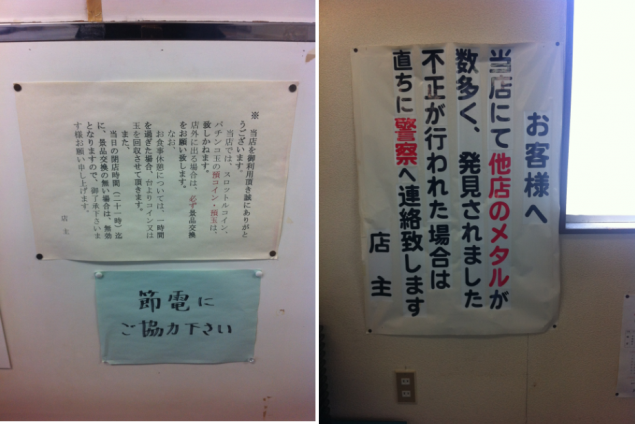 ※
当店を御利用頂き誠にありがと
うございます。
当店では、スロットルコイン、
パチンコ玉の預コイン・預玉は、
致しかねます。
店外に出る場合は、必ず景品交換
をお願い致します。
なお、
お食事休憩については、一時間
を過ぎた場合、台よりコイン又は
玉を回収させて頂きます。
また、
当日の閉店時間(二十一時)迄
に、景品交換の無い場合は、無効
となりますので、御了承下さいま
す様お願い申し上げます。
店主
節電に
ご協力下さい
お客様へ
当店にて他店のメタルが
数多く、発見されました
不正が行われた場合は
直ちに警察へ連絡致します
店主